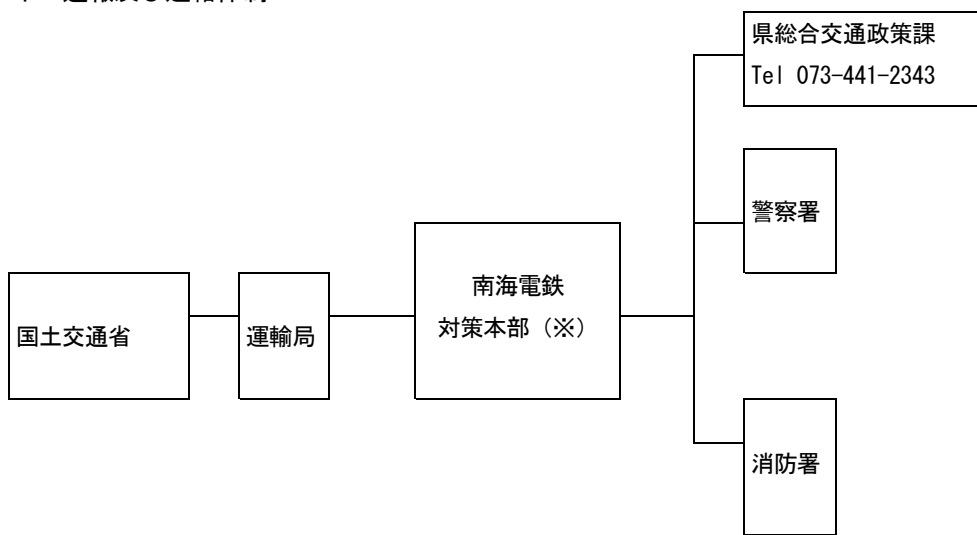 県総合交通政策課
Tel 073-441-2343
警察署
南海電鉄
対策本部（※）
国土交通省
運輸局
消防署